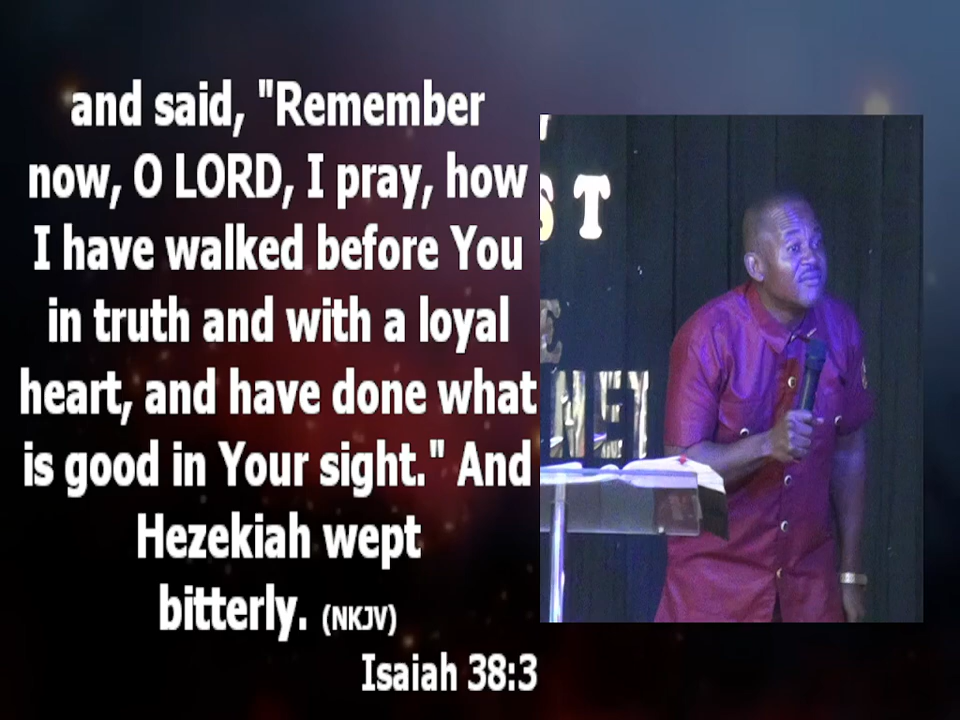 and said, "Remember
now, O LORD, I pray, how
I have walked before You
in truth and with a loyal
heart, and have done what
is good in Your sight." And
Hezekiah wept
bitterly. (NKJV)
Isaiah 38:3
ST
E